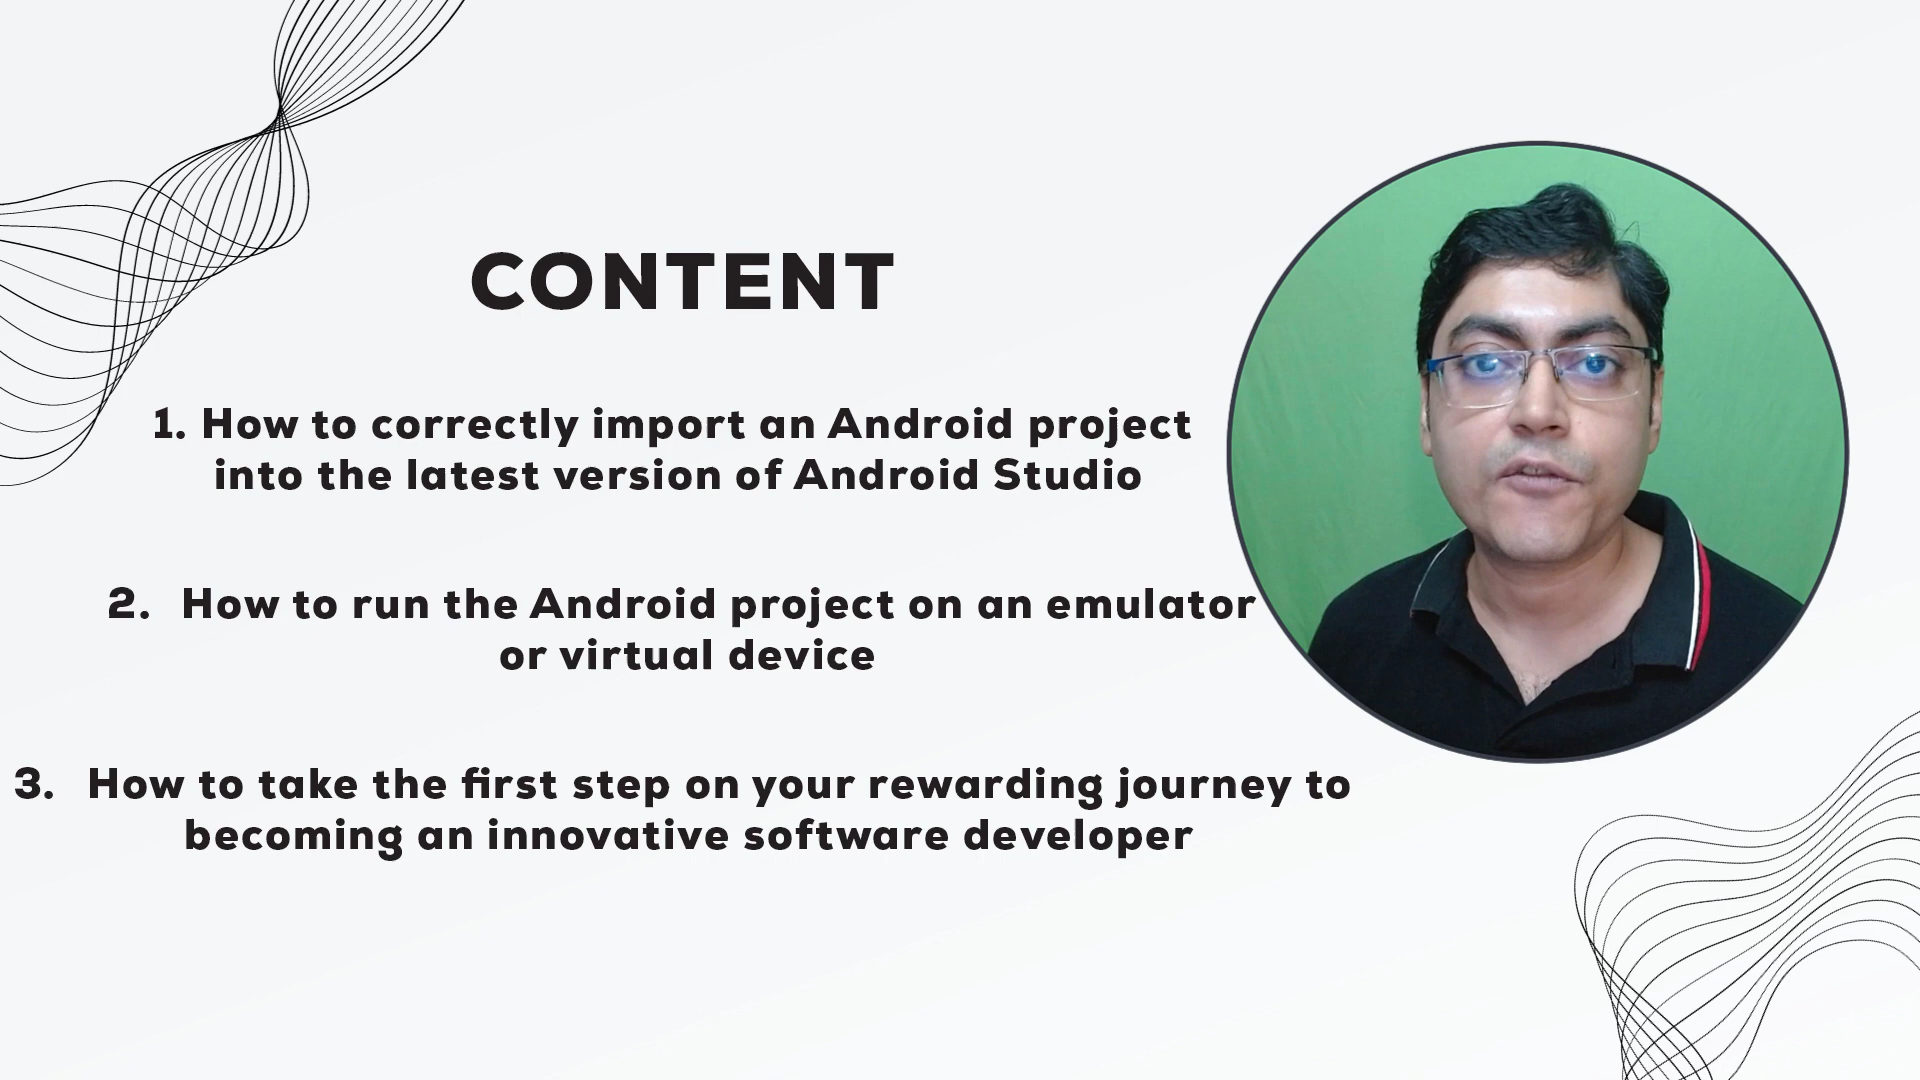 CONTENT
1. How to correctly import an Android project
into the latest version of Android Studio
2. How to run the Android project on an emulator
or virtual device
3. How to take the first step on your rewarding journey to
becoming an innovative software developer